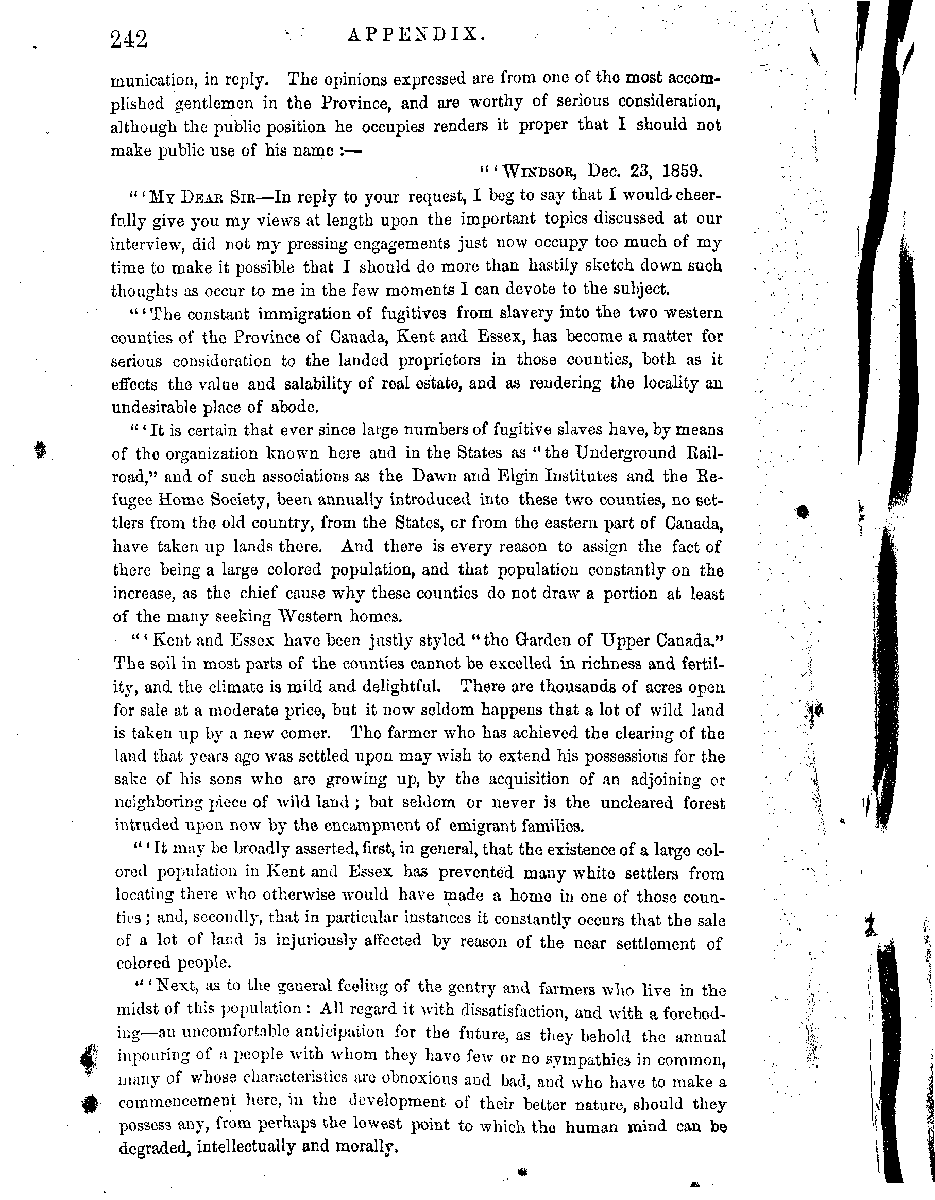 242 APPENDIX.
munication, in reply. The opinions expressed are from one of the most accom-
plished gentlemen in the Province, and are worthy of serious consideration,
although the public position he occupies renders it proper that I should not
make public use of his name :—
"'WINDSOR, Dec. 23, 1859.
"'MY DEAR SIR—In reply to your request, I beg to say that I would cheer-
fully give you my views at length upon the important topics discussed at our
interview, did not my pressing engagements just now occupy too much of my
time to make it possible that I should do more than hastily sketch down such
thoughts as occur to me in the few moments I can devote to the subject.
"'The constant immigration of fugitives from slavery into the two western
counties of the Province of Canada, Kent and Essex, has become a matter for
serious consideration to the landed proprietors in those counties, both as it
effects the value and salability of real estate, and as rendering the locality an
undesirable place of abode.
"'It is certain that ever since large numbers of fugitive slaves have, by means
of the organization known here and in the States as "the Underground Rail-
road," and of such associations as the Dawn and Elgin Institutes and the Re-
fugee Home Society, been annually introduced into these two counties, no set-
tlers from the old country, from the States, or from the eastern part of Canada,
have taken up lands there. And there is every reason to assign the fact of
there being a large colored population, and that population constantly on the
increase, as the chief cause why these counties do not draw a portion at least
of the many seeking Western homes.
"'Kent and Essex have been justly styled "the Garden of Upper Canada."
The soil in most parts of the counties cannot be excelled in richness and fertil-
ity, and the climate is mild and delightful. There are thousands of acres open
for sale at a moderate price, but it now seldom happens that a lot of wild land
is taken up by a new comer. The farmer who has achieved the clearing of the
land that years ago was settled upon may wish to extend his possessions for the
sake of his sons who are growing up, by the acquisition of an adjoining or
neighboring piece of wild land ; but seldom or never is the uncleared forest
intruded upon now by the encampment of emigrant families.
"'It may be broadly asserted, first, in general, that the existence of a large col-
ored population in Kent and Essex has prevented many white settlers from
locating there who otherwise would have made a home in one of those coun-
ties ; and, secondly, that in particular instances it constantly occurs that the sale
of a lot of land is injuriously affected by reason of the near settlement of
colored people.
"'Next, as to the general feeling of the gentry and farmers who live in the
midst of this population : All regard it with dissatisfaction, and with a forebod-
ing—an uncomfortable anticipation for the future, as they behold the annual
inpouring of a people with whom they have few or no sympathies in common,
many of whose characteristics are obnoxious and bad, and who have to make a
commencement here, in the development of their better nature, should they
possess any, from perhaps the lowest point to which the human mind can be
degraded, intellectually and morally.